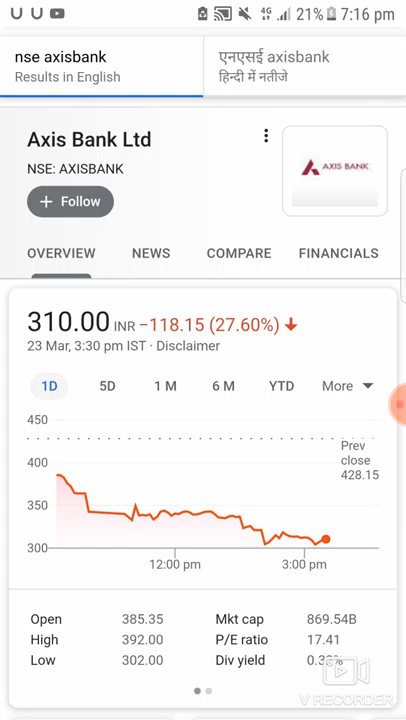 4G 21% 7:16 pm
nse axisbank
Results in English
एनएसई axisbank
हिन्दी में नतीजे
Axis Bank Ltd
NSE: AXISBANK
+ Follow
AXIS BANK
OVERVIEW NEWS COMPARE FINANCIALS
310.00 INR −118.15 (27.60%)
23 Mar, 3:30 pm IST · Disclaimer
1D 5D 1 M 6 M YTD More
450
Prev
close
428.15
400
350
300
12:00 pm 3:00 pm
Open 385.35 Mkt cap 869.54B
High 392.00 P/E ratio 17.41
Low 302.00 Div yield
V RECORDER